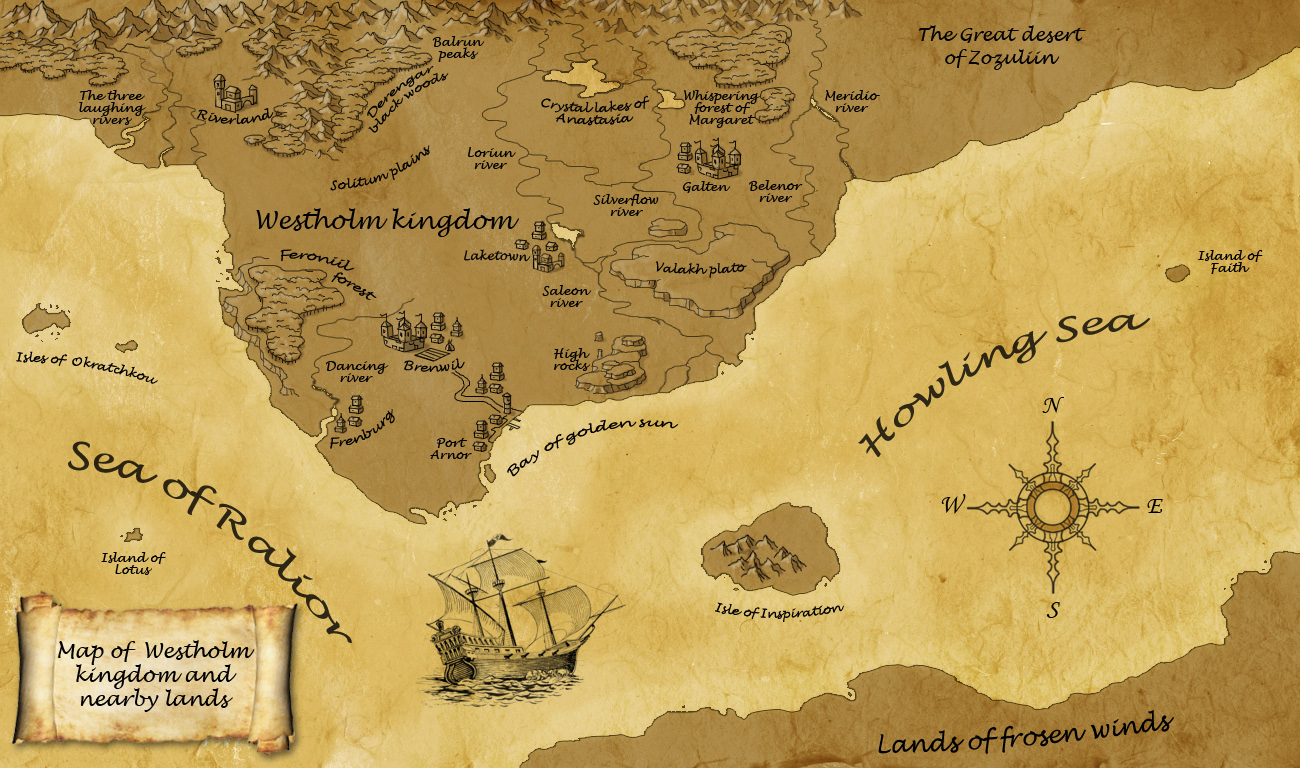 The Great desert
of Zozuliin
Balrun
peaks
Derengar
black woods
The three
laughing
rivers
Riverland
Crystal lakes of
Anastasia
Whispering
forest of
Margaret
Meridio
river
Solitum plains
Loriun
river
Galten
Belenor
river
Silverflow
river
Westholm kingdom
Laketown
Valakh plato
Feroniil
forest
Saleon
river
Island of
Faith
Isles of Okratchkou
Dancing
river
Brenwil
High
rocks
Howling Sea
Frenburg
Port
Arnor
Bay of golden sun
N
W
E
S
Sea of Ralior
Island of
Lotus
Isle of Inspiration
Map of Westholm
kingdom and
nearby lands
Lands of frosen winds